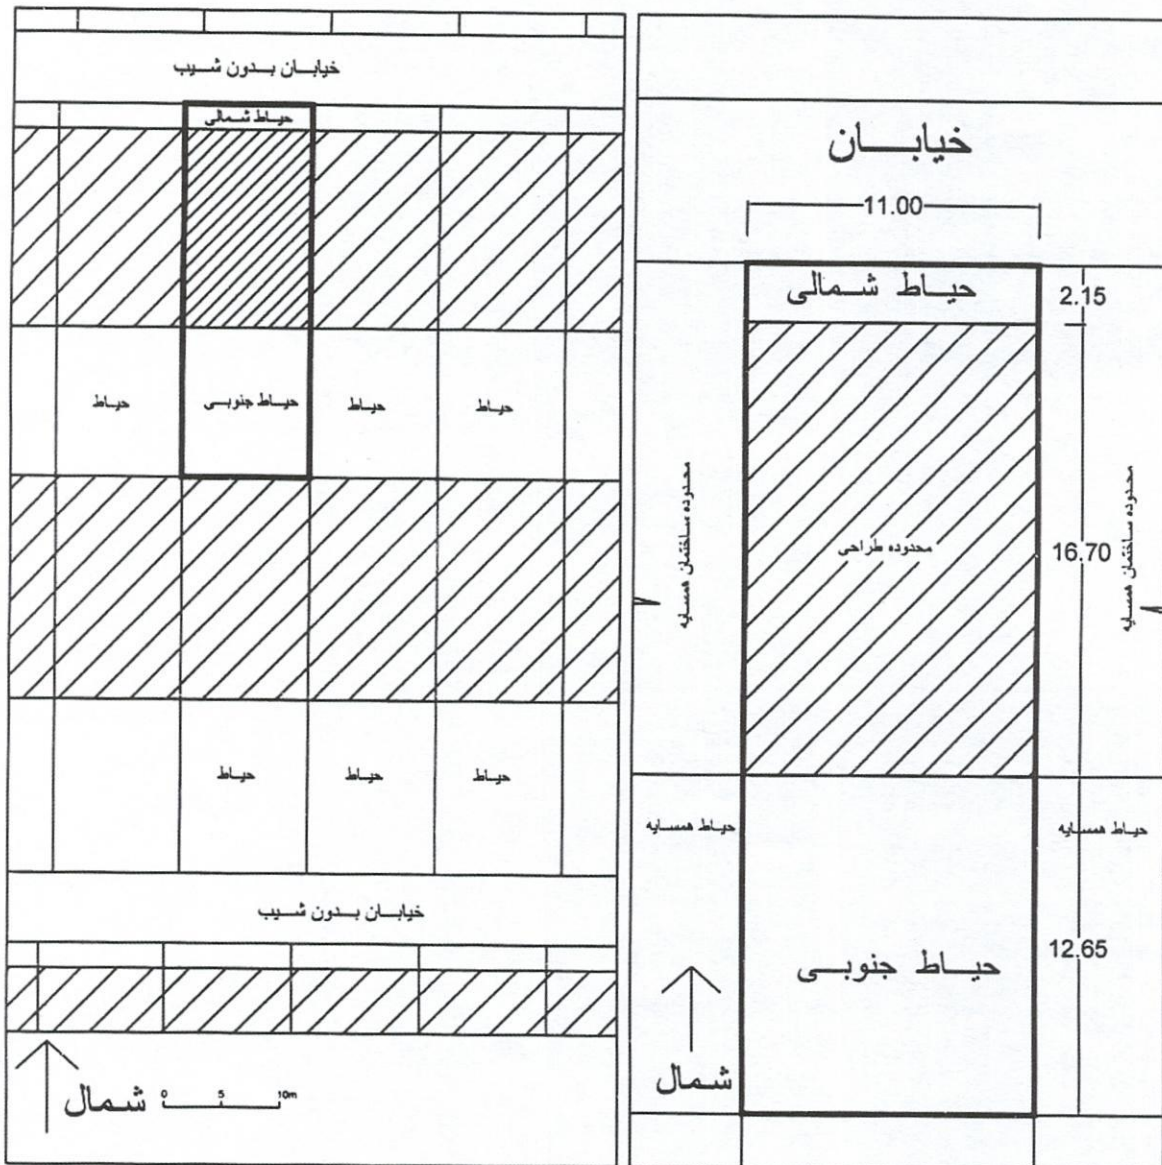 خیابان بدون شیب
حیاط شمالی
حیاط
حیاط جنوبی
حیاط
حیاط
حیاط
حیاط
حیاط
خیابان بدون شیب
شمال
0 5 10m
خیابان
11.00
حیاط شمالی
2.15
محدوده ساختمان همسایه
محدوده طراحی
16.70
محدوده ساختمان همسایه
حیاط همسایه
حیاط همسایه
حیاط جنوبی
12.65
شمال